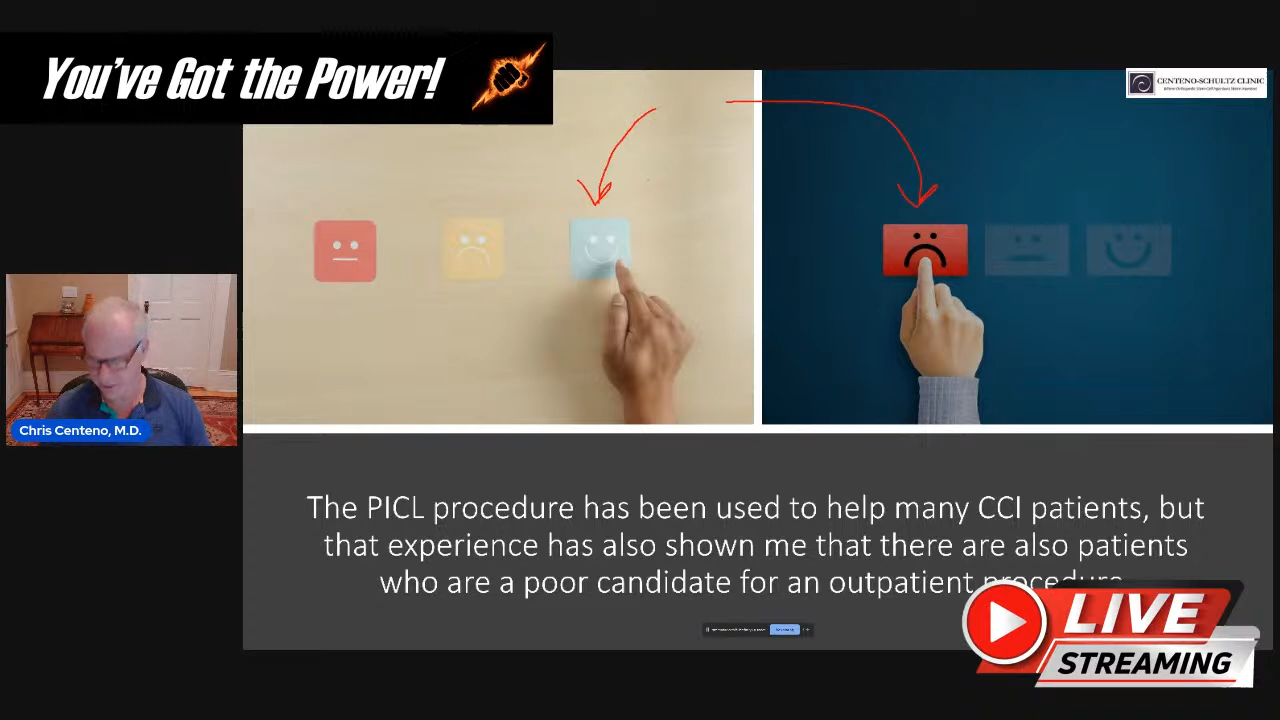 You've Got the Power!
CENTENO-SCHULTZ CLINIC
Chris Centeno, M.D.
The PICL procedure has been used to help many CCI patients, but
that experience has also shown me that there are also patients
who are a poor candidate for an outpatient procedure
LIVE
STREAMING